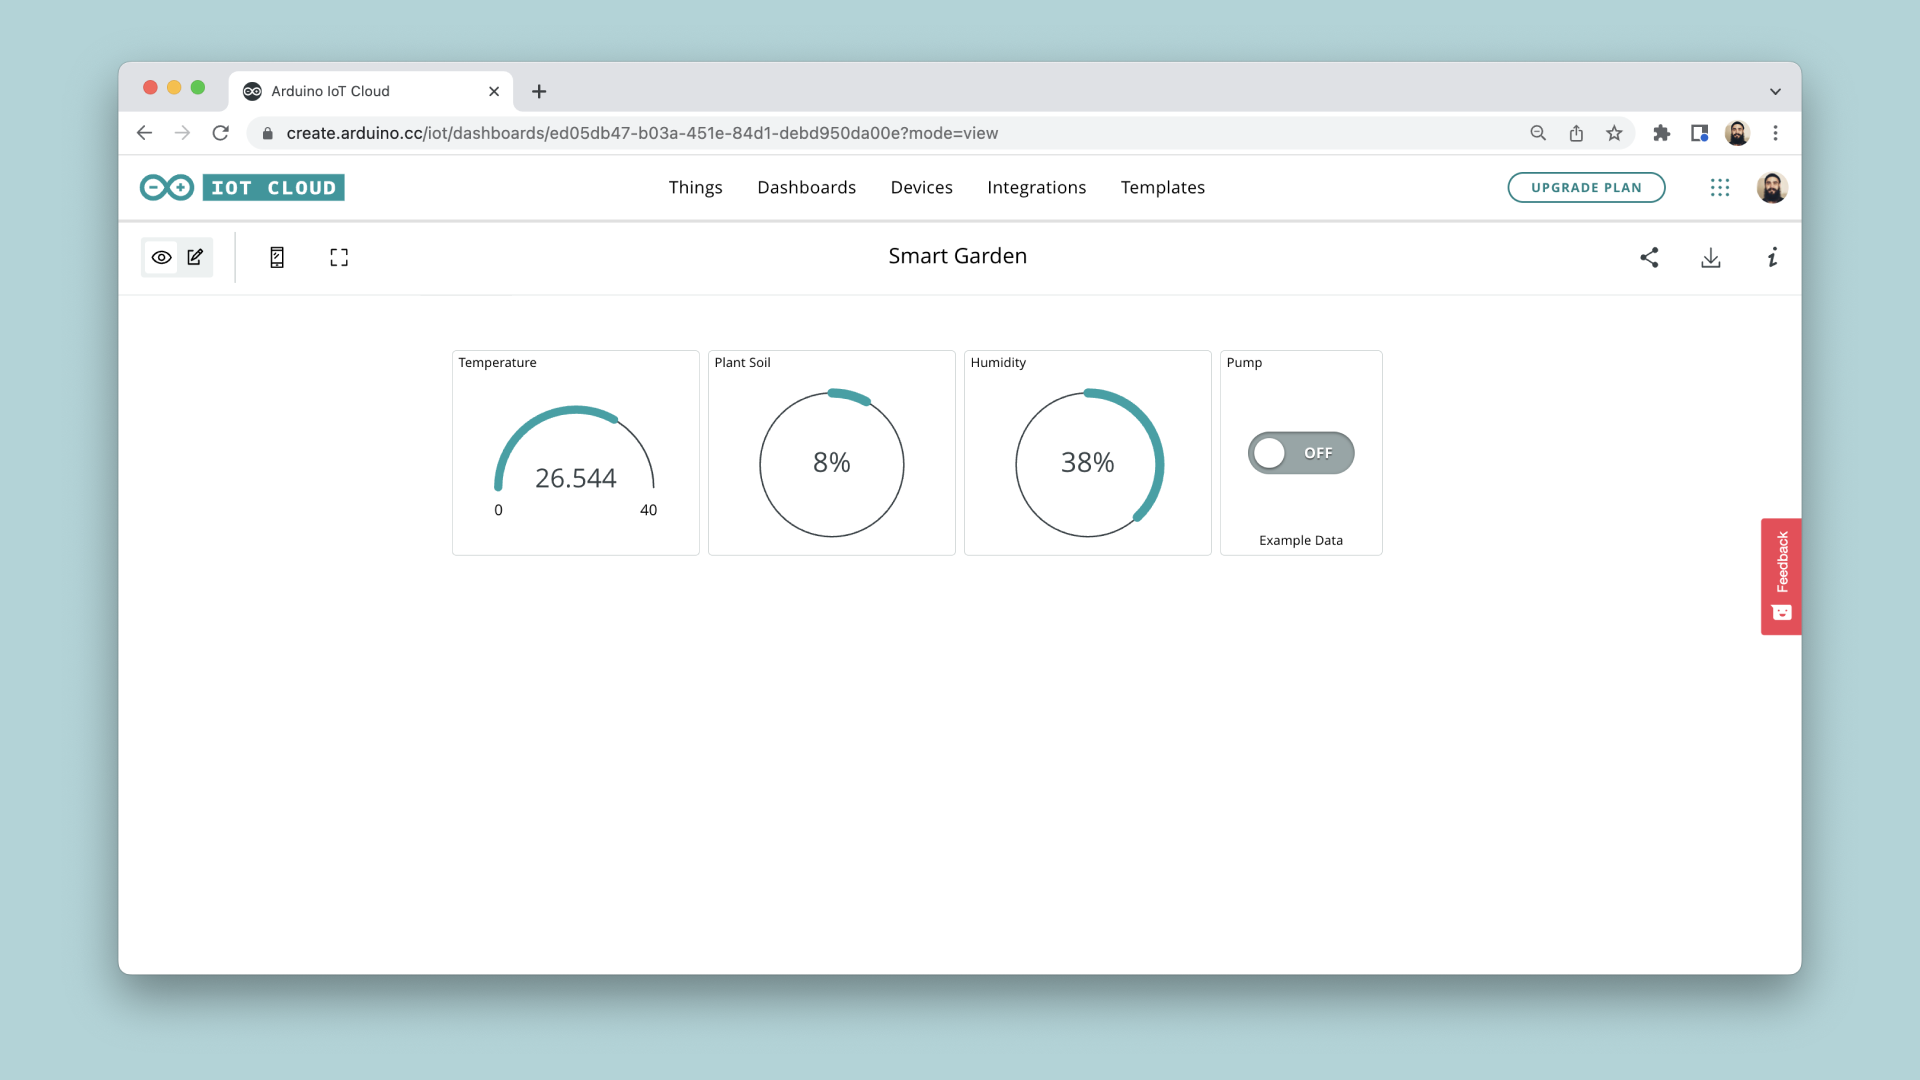 Arduino IoT Cloud
create.arduino.cc/iot/dashboards/ed05db47-b03a-451e-84d1-debd950da00e?mode=view
IOT CLOUD
Things
Dashboards
Devices
Integrations
Templates
UPGRADE PLAN
Smart Garden
Temperature
26.544
0
40
Plant Soil
8%
Humidity
38%
Pump
OFF
Example Data
Feedback